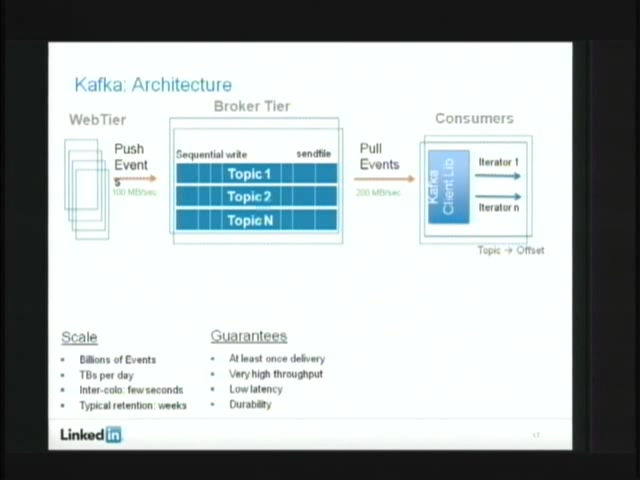 Kafka: Architecture
WebTier
Broker Tier
Consumers
Push
Event
s
100 MB/sec
Sequential write
sendfile
Topic 1
Topic 2
Topic N
Pull
Events
200 MB/sec
Kafka
Client Lib
Iterator 1
Iterator n
Topic → Offset
Scale
▪ Billions of Events
▪ TBs per day
▪ Inter-colo: few seconds
▪ Typical retention: weeks
Guarantees
▪ At least once delivery
▪ Very high throughput
▪ Low latency
▪ Durability
Linked in
17